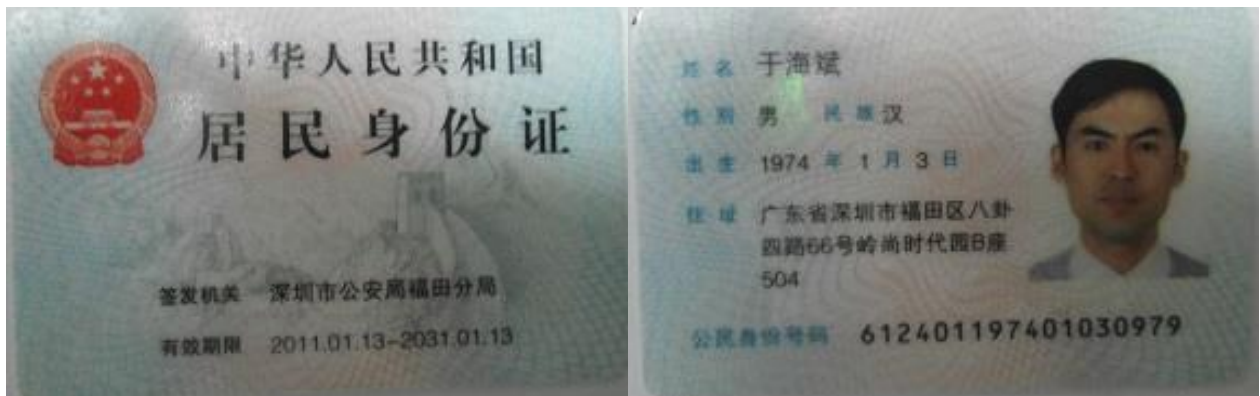 中华人民共和国
居民身份证
签发机关 深圳市公安局福田分局
有效期限 2011.01.13-2031.01.13
姓名 于海斌
性别 男 民族 汉
出生 1974 年 1 月 3 日
住址 广东省深圳市福田区八卦
四路66号岭尚时代园B座
504
公民身份号码 612401197401030979